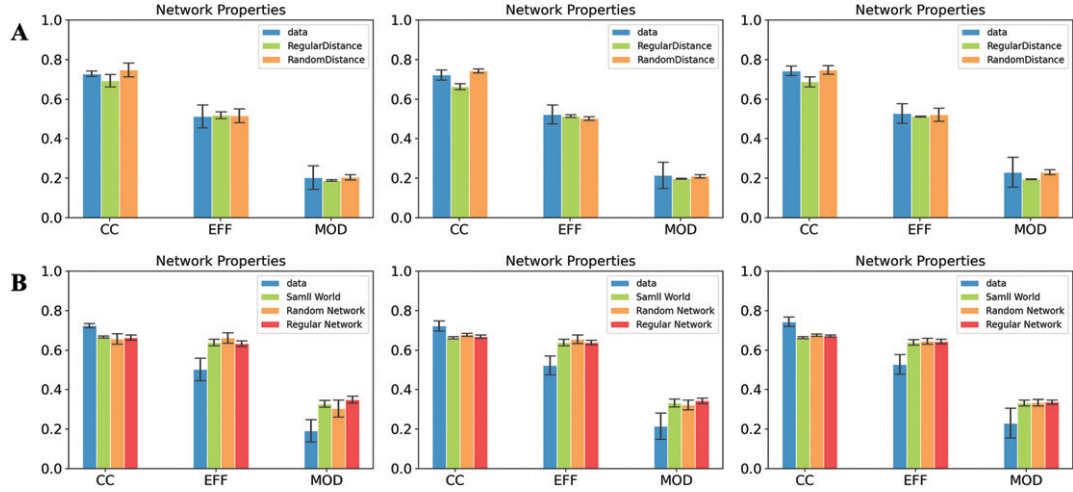 A
Network Properties
1.0
0.8
0.6
0.4
0.2
0.0
data
RegularDistance
RandomDistance
CC
EFF
MOD
Network Properties
1.0
0.8
0.6
0.4
0.2
0.0
data
RegularDistance
RandomDistance
CC
EFF
MOD
Network Properties
1.0
0.8
0.6
0.4
0.2
0.0
data
RegularDistance
RandomDistance
CC
EFF
MOD
B
Network Properties
1.0
0.8
0.6
0.4
0.2
0.0
data
Samll World
Random Network
Regular Network
CC
EFF
MOD
Network Properties
1.0
0.8
0.6
0.4
0.2
0.0
data
Samll World
Random Network
Regular Network
CC
EFF
MOD
Network Properties
1.0
0.8
0.6
0.4
0.2
0.0
data
Samll World
Random Network
Regular Network
CC
EFF
MOD